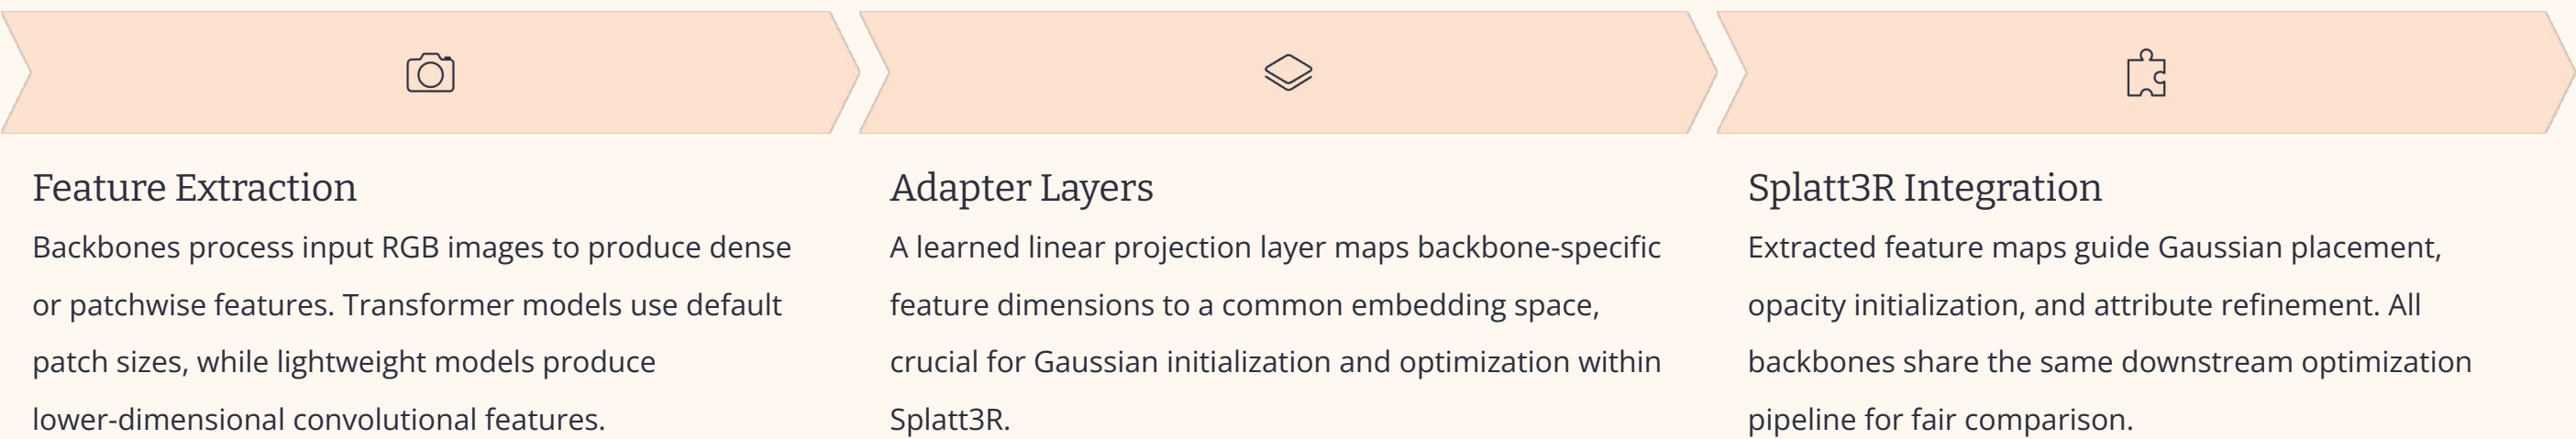 Feature Extraction
Backbones process input RGB images to produce dense
or patchwise features. Transformer models use default
patch sizes, while lightweight models produce
lower-dimensional convolutional features.
Adapter Layers
A learned linear projection layer maps backbone-specific
feature dimensions to a common embedding space,
crucial for Gaussian initialization and optimization within
Splatt3R.
Splatt3R Integration
Extracted feature maps guide Gaussian placement,
opacity initialization, and attribute refinement. All
backbones share the same downstream optimization
pipeline for fair comparison.